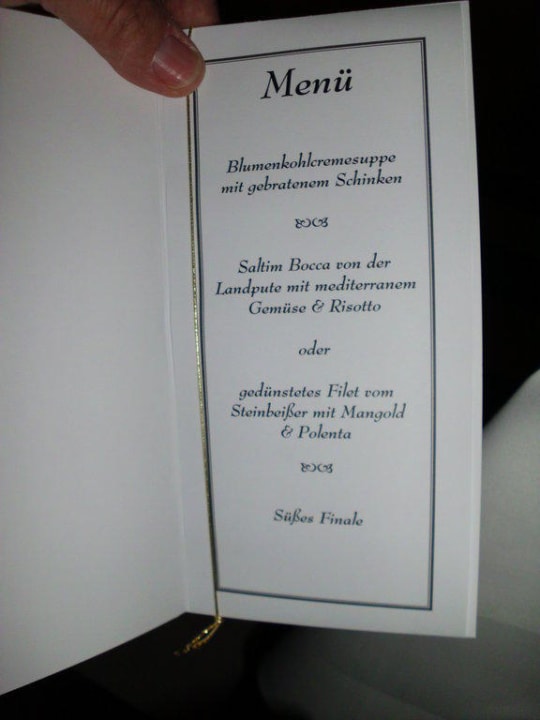 Menü
Blumenkohlcremesuppe
mit gebratenem Schinken
Saltim Bocca von der
Landpute mit mediterranem
Gemüse & Risotto
oder
gedünstetes Filet vom
Steinbeißer mit Mangold
& Polenta
Süßes Finale